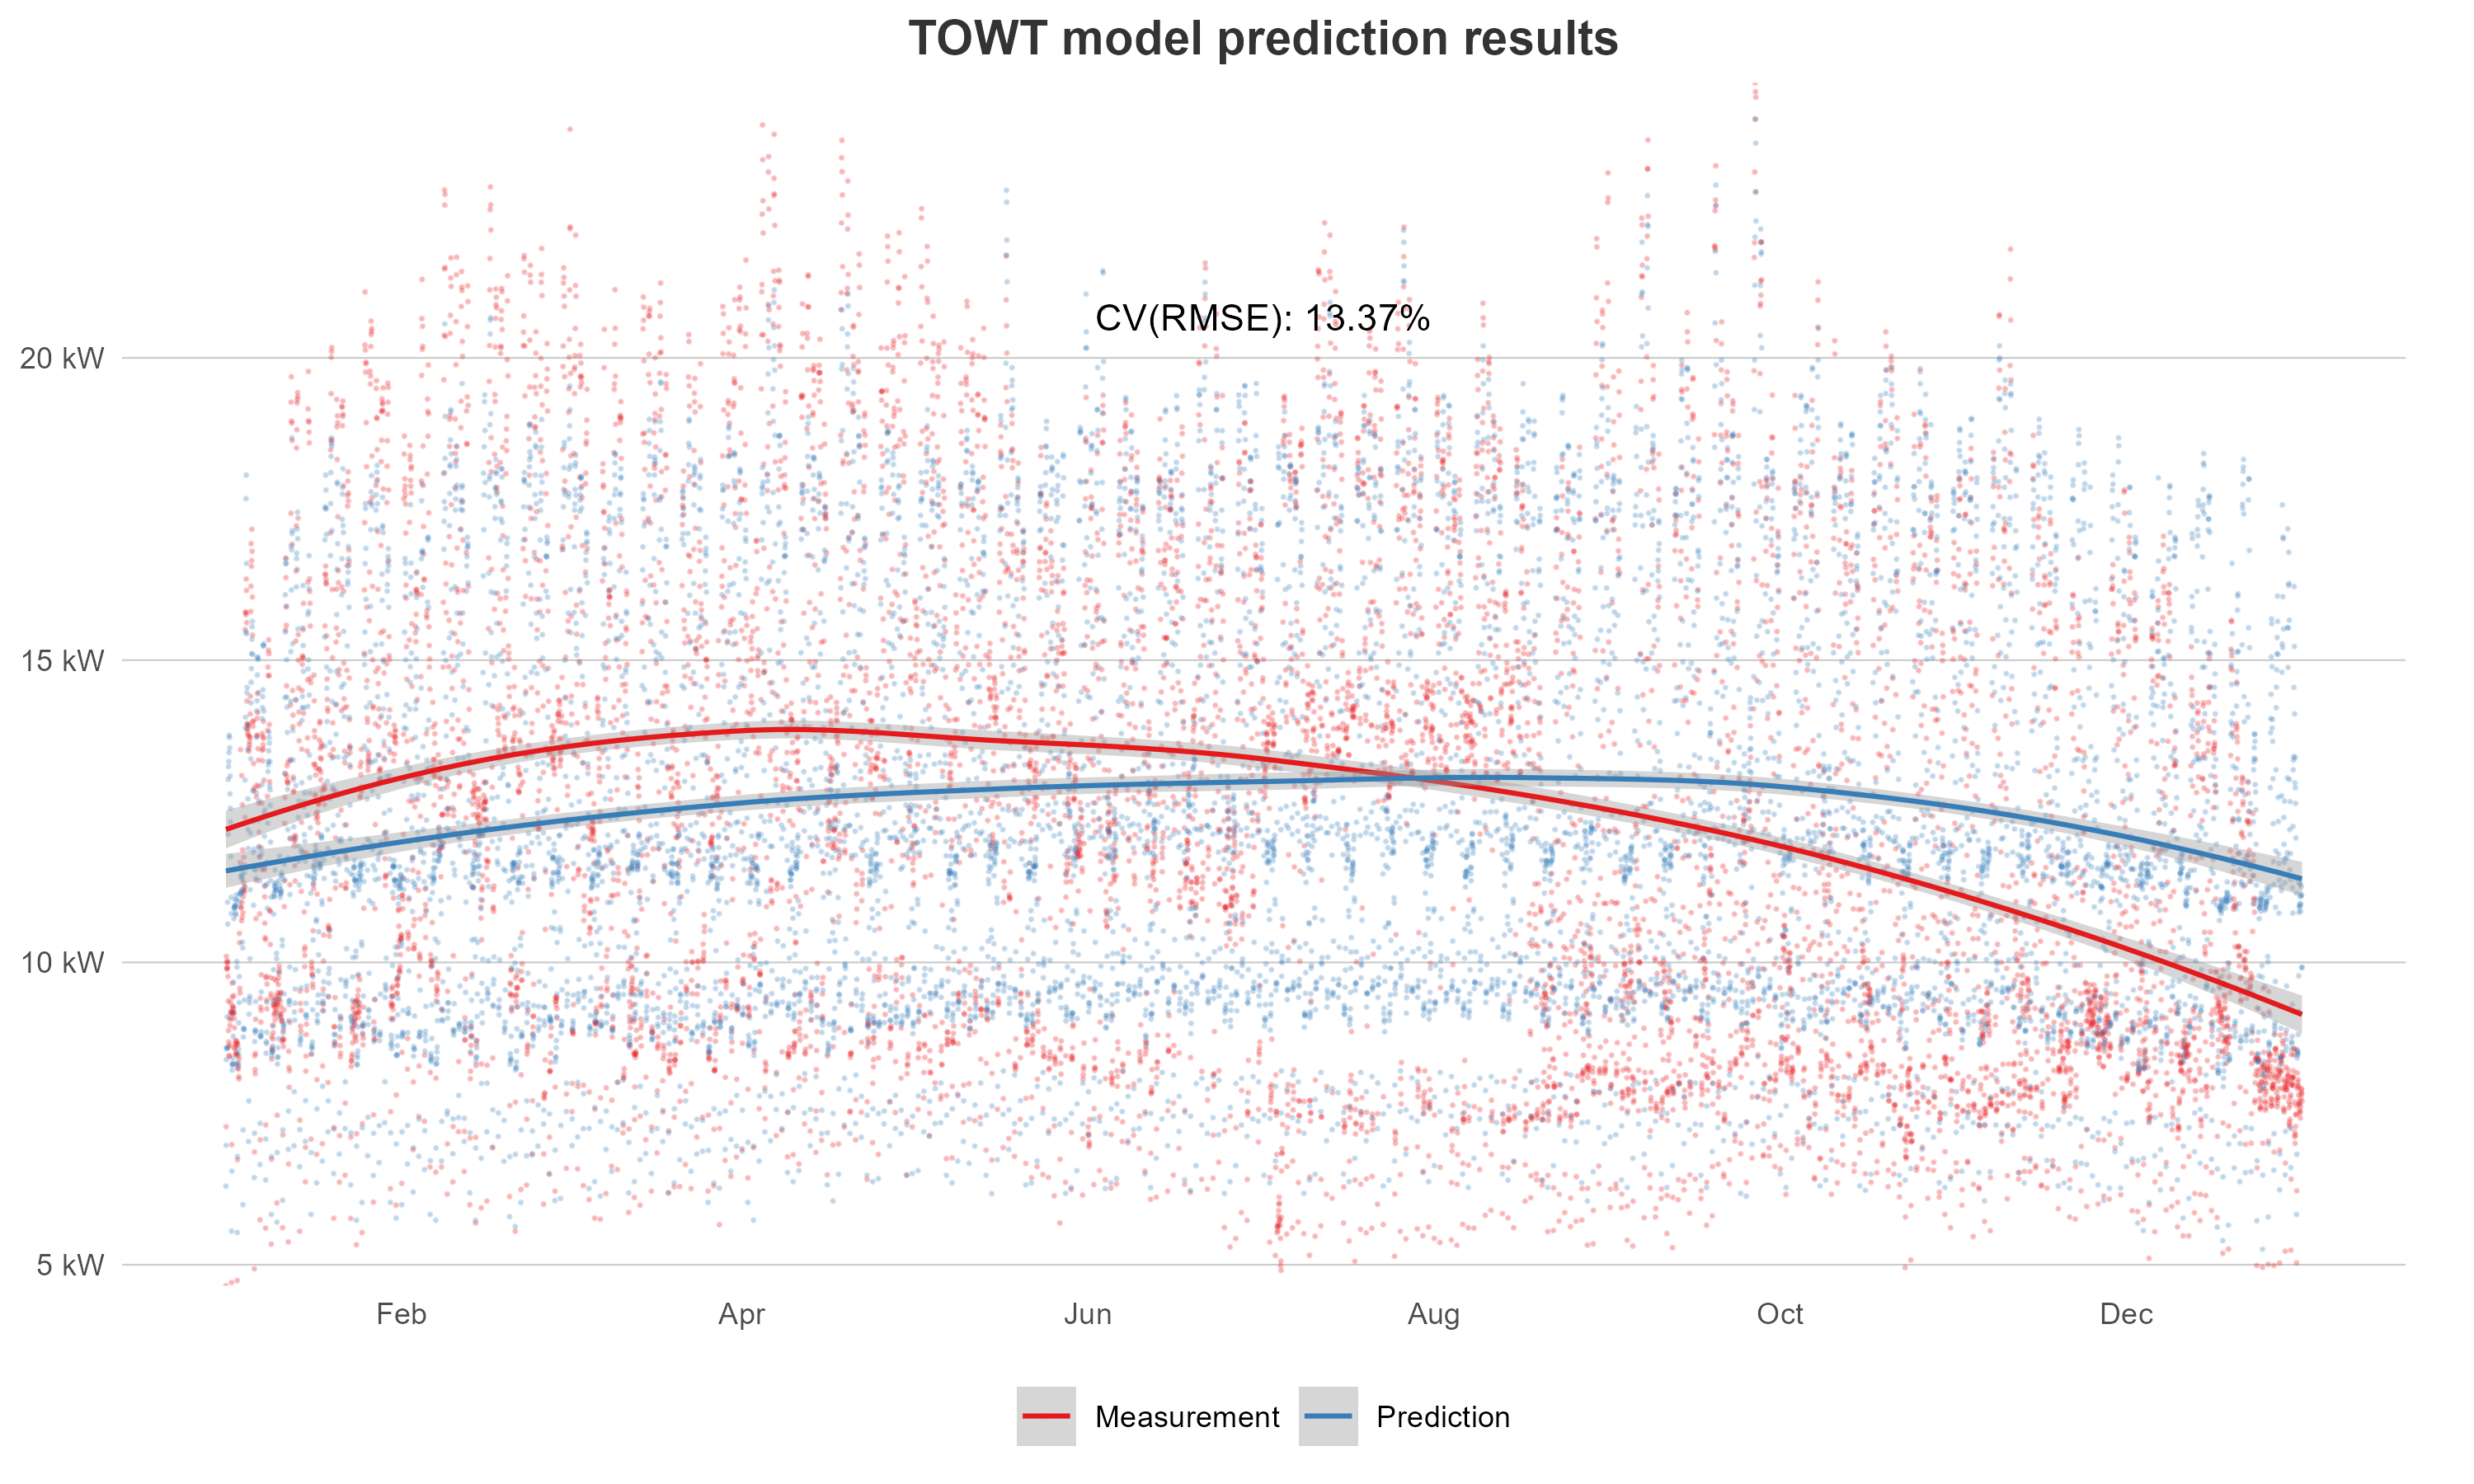 TOWT model prediction results
CV(RMSE): 13.37%
20 kW
15 kW
10 kW
5 kW
Feb Apr Jun Aug Oct Dec
Measurement Prediction